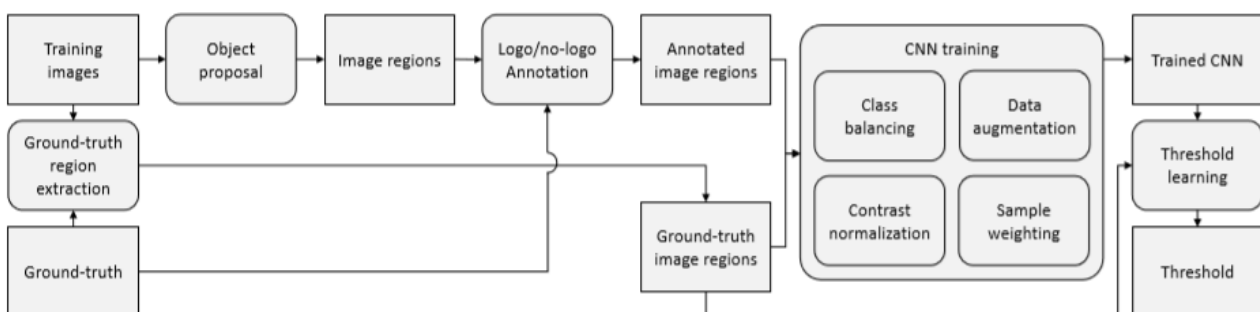 Training
images
Object
proposal
Image regions
Logo/no-logo
Annotation
Annotated
image regions
CNN training
Class
balancing
Data
augmentation
Contrast
normalization
Sample
weighting
Trained CNN
Ground-truth
region
extraction
Threshold
learning
Ground-truth
Ground-truth
image regions
Threshold